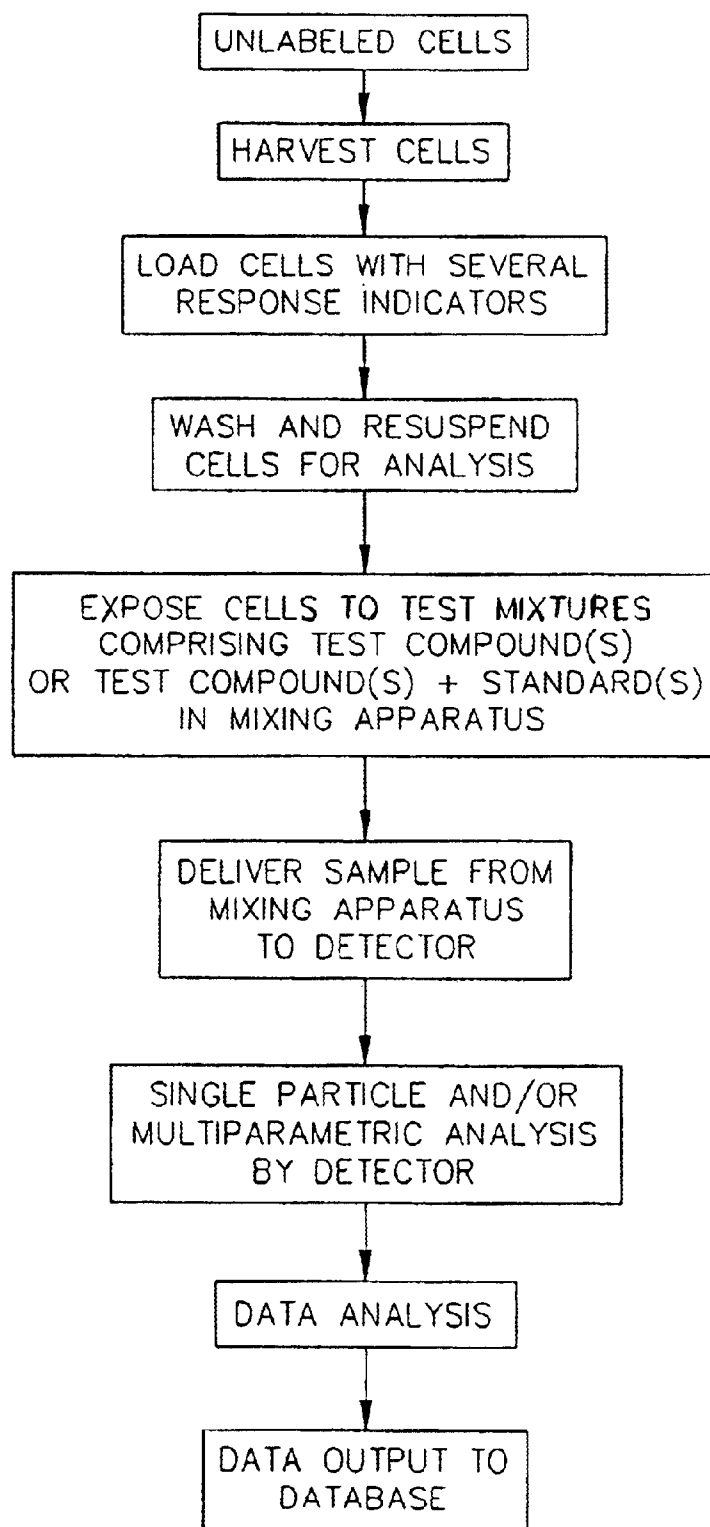 UNLABELED CELLS
HARVEST CELLS
LOAD CELLS WITH SEVERAL
RESPONSE INDICATORS
WASH AND RESUSPEND
CELLS FOR ANALYSIS
EXPOSE CELLS TO TEST MIXTURES
COMPRISING TEST COMPOUND(S)
OR TEST COMPOUND(S) + STANDARD(S)
IN MIXING APPARATUS
DELIVER SAMPLE FROM
MIXING APPARATUS
TO DETECTOR
SINGLE PARTICLE AND/OR
MULTIPARAMETRIC ANALYSIS
BY DETECTOR
DATA ANALYSIS
DATA OUTPUT TO
DATABASE